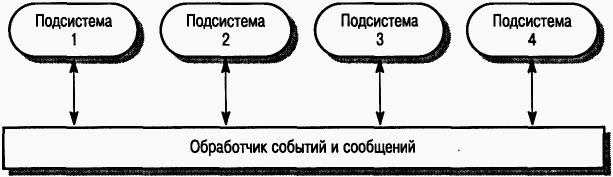 Подсистема
1
Подсистема
2
Подсистема
3
Подсистема
4
Обработчик событий и сообщений